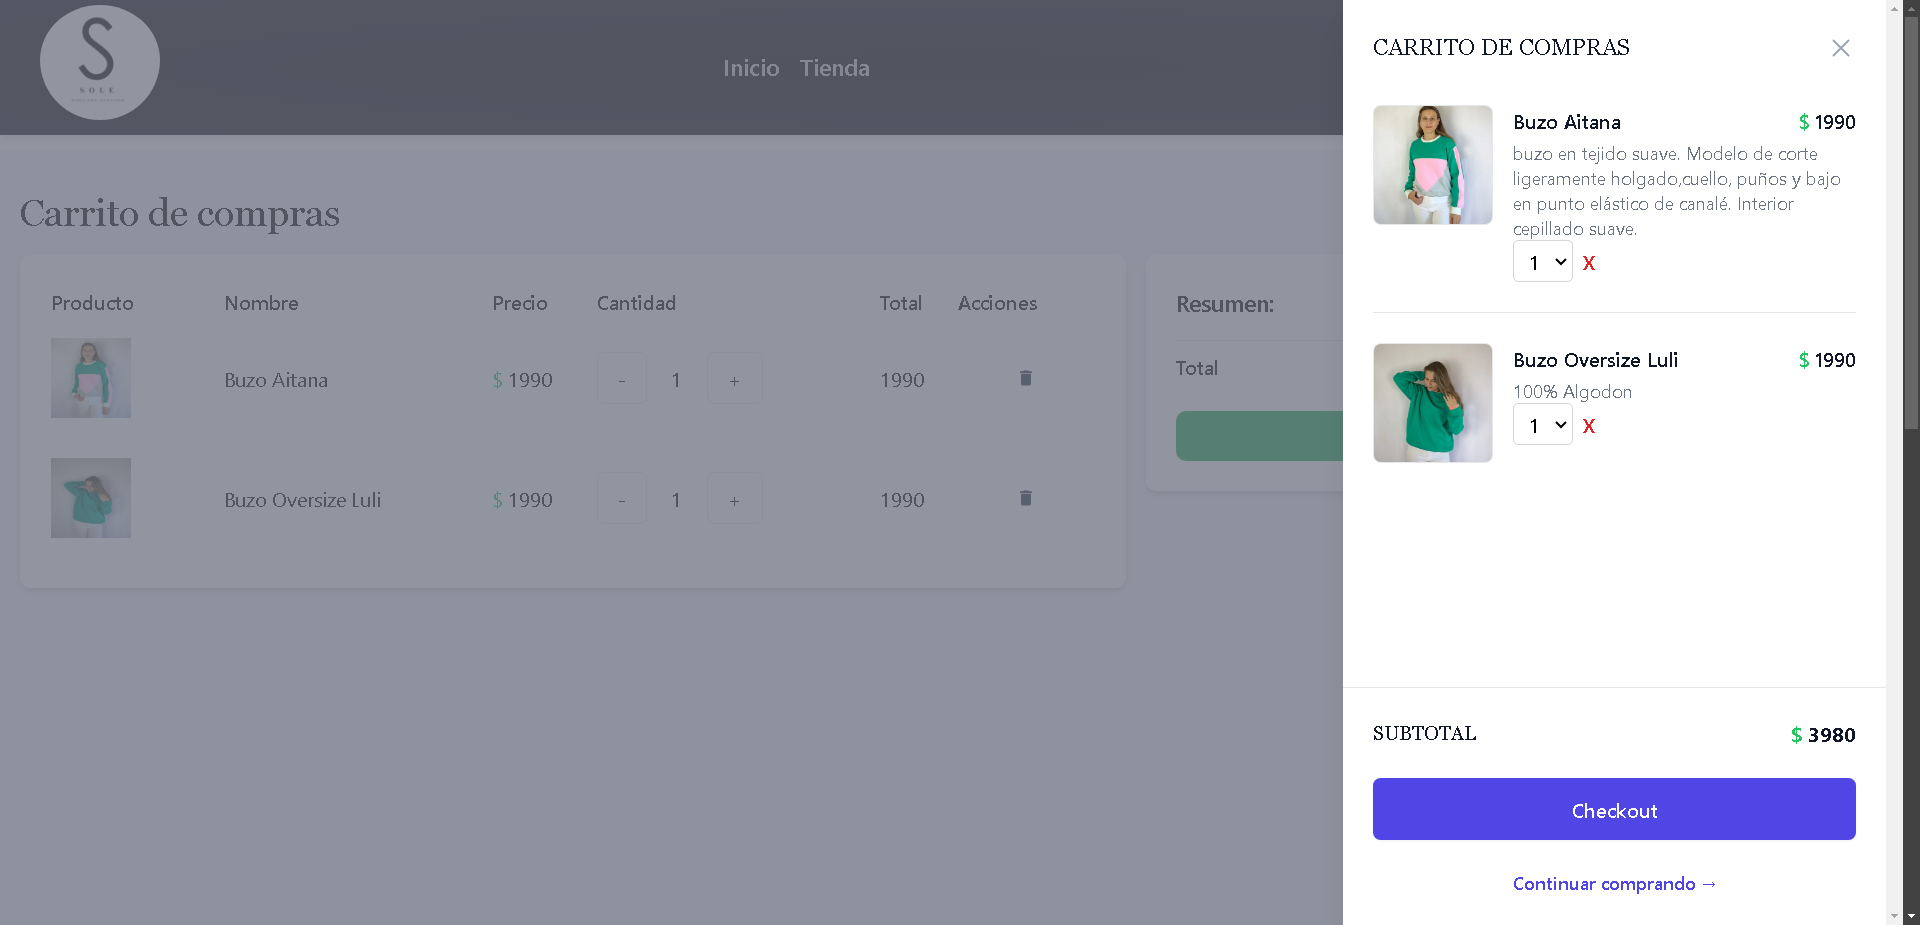 S
SOLE
Inicio Tienda
Carrito de compras
Producto Nombre Precio Cantidad Total Acciones
Buzo Aitana $ 1990 - 1 + 1990
Buzo Oversize Luli $ 1990 - 1 + 1990
Resumen:
Total
CARRITO DE COMPRAS
Buzo Aitana $ 1990
buzo en tejido suave. Modelo de corte
ligeramente holgado,cuello, puños y bajo
en punto elástico de canalé. Interior
cepillado suave.
1 X
Buzo Oversize Luli $ 1990
100% Algodon
1 X
SUBTOTAL $ 3980
Checkout
Continuar comprando →